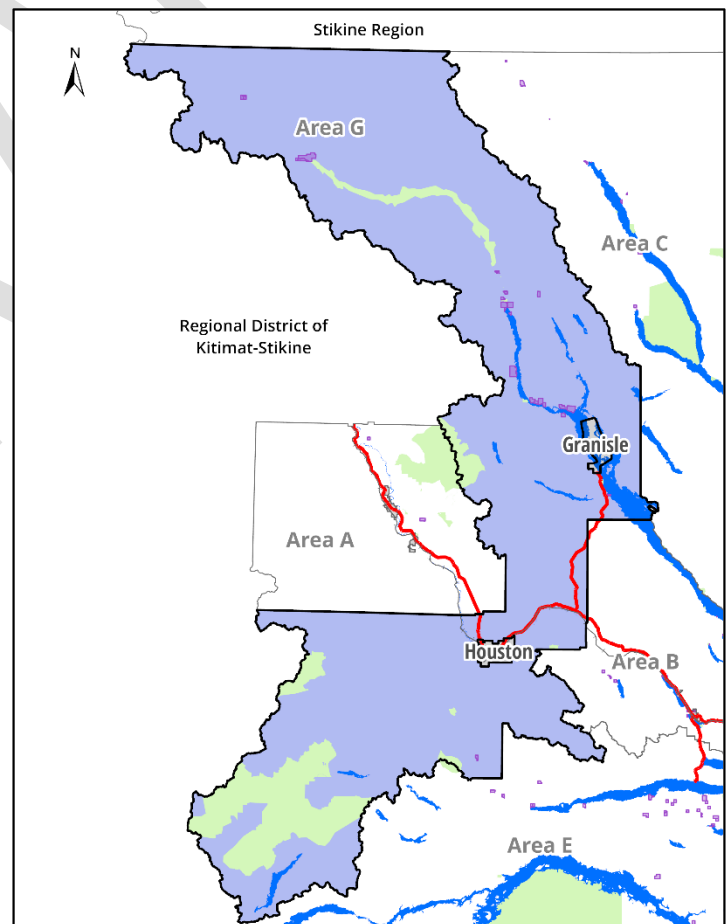 Stikine Region
N
Area G
Area C
Regional District of
Kitimat-Stikine
Granisle
Area A
Houston
Area B
Area E